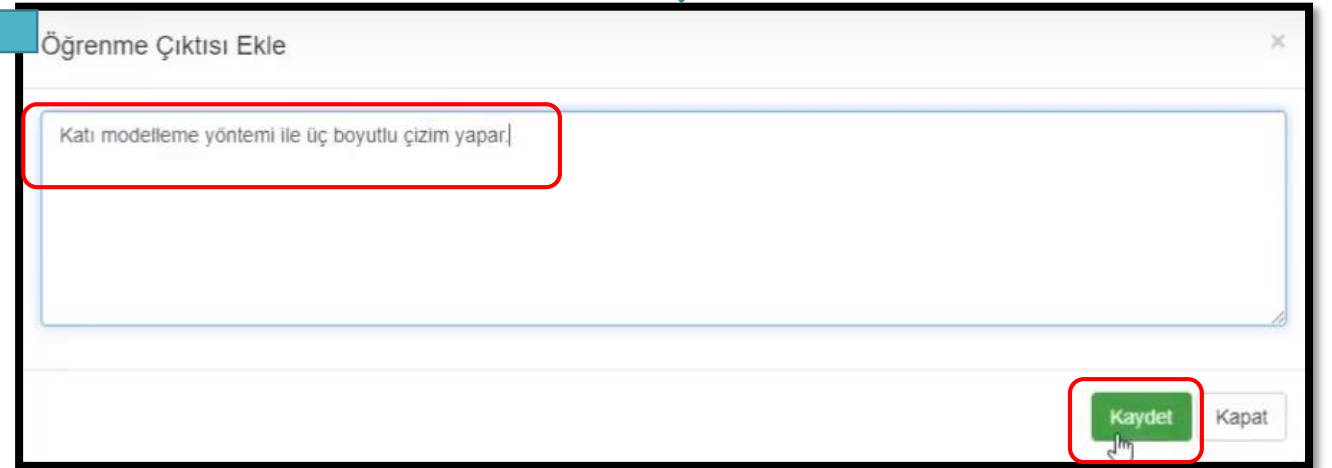 Öğrenme Çıktısı Ekle
×
Katı modelleme yöntemi ile üç boyutlu çizim yapar.
Kaydet Kapat